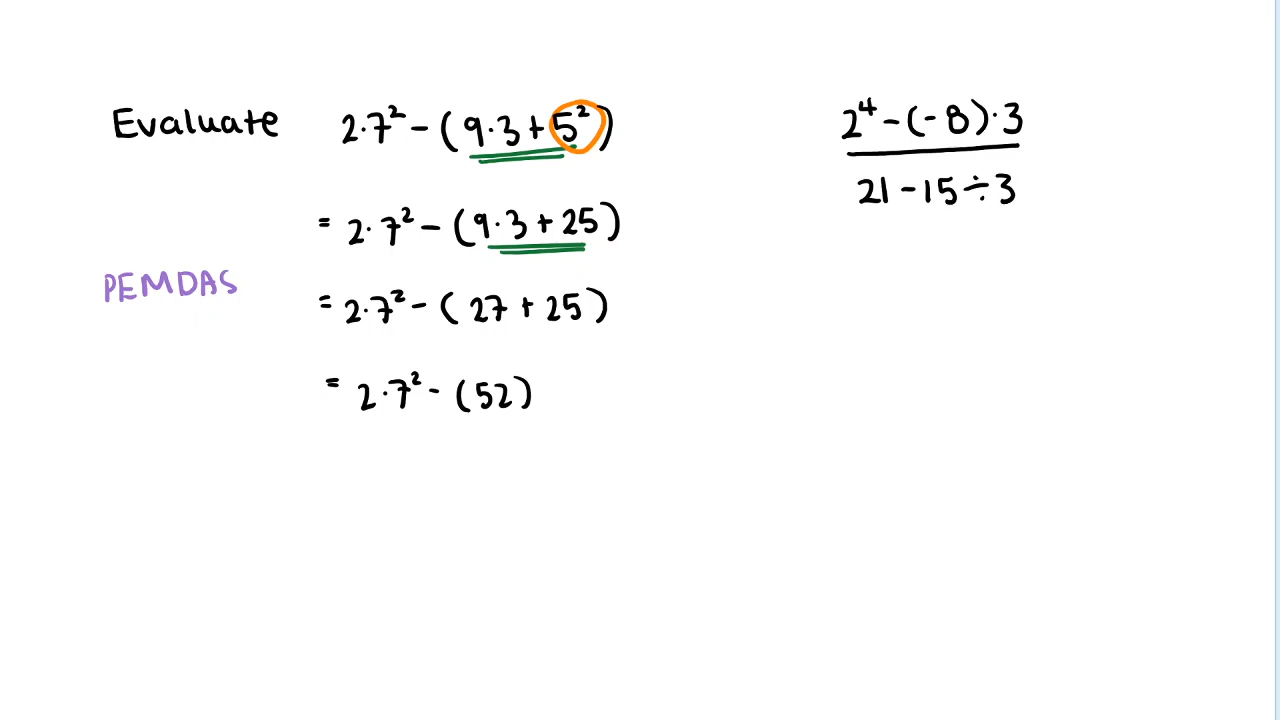 Evaluate 2·7² - (9·3 + 5²)
= 2·7² - (9·3 + 25)
PEMDAS
= 2·7² - (27 + 25)
= 2·7² - (52)
2⁴ - (-8)·3
21 - 15 ÷ 3